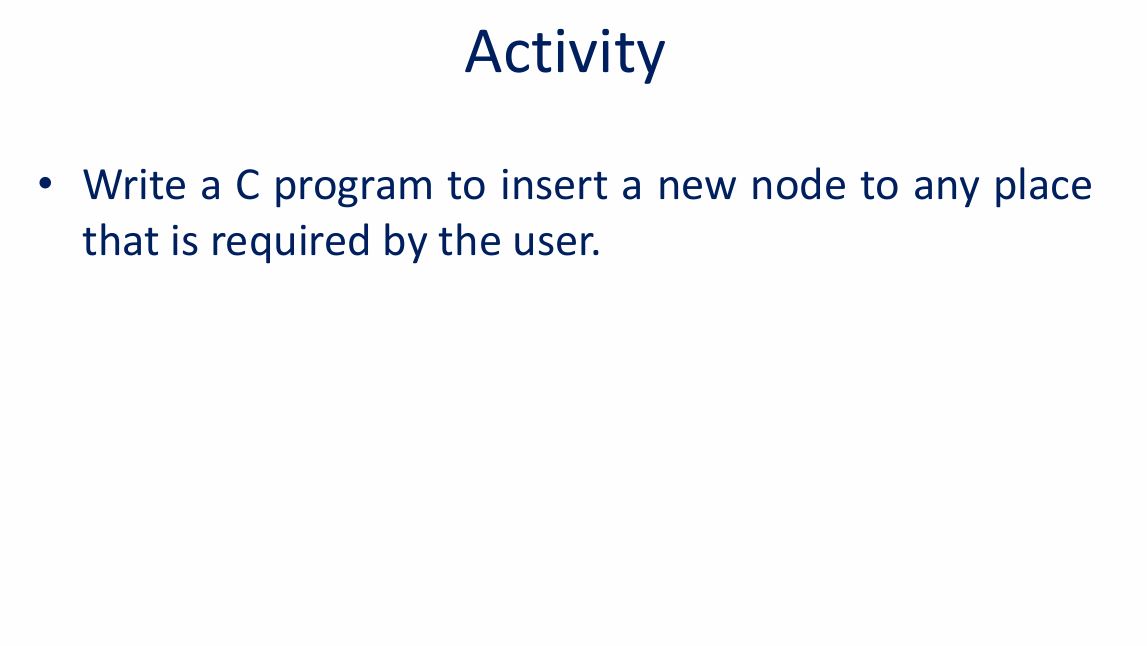 Activity
• Write a C program to insert a new node to any place
that is required by the user.